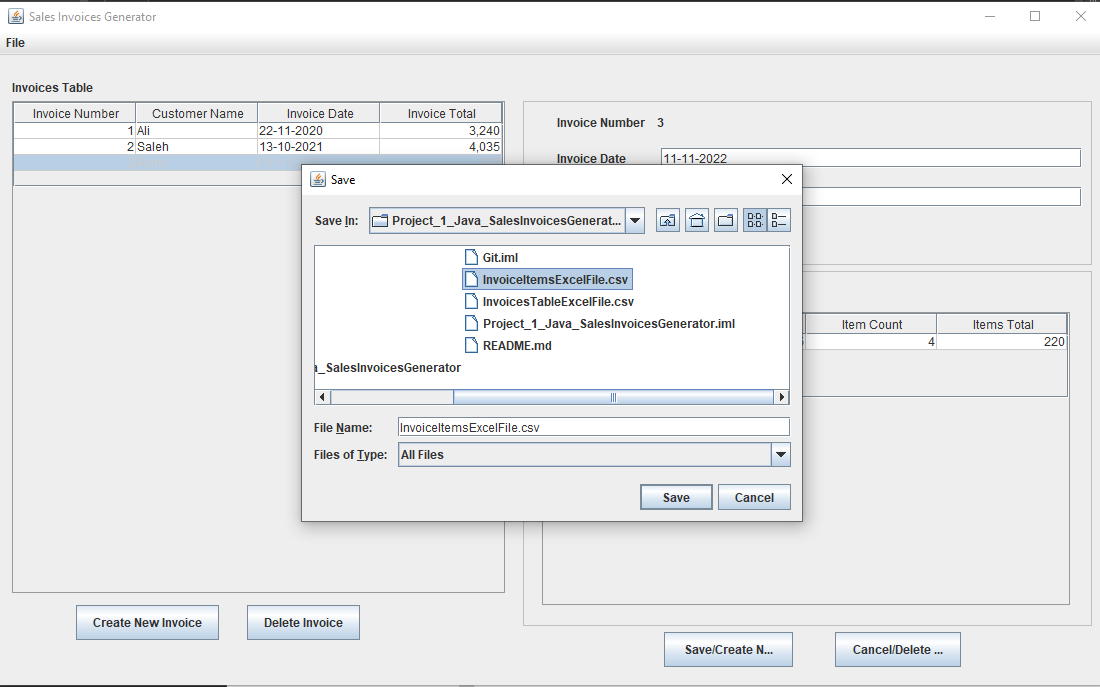 Sales Invoices Generator
File
Invoices Table
Invoice Number Customer Name Invoice Date Invoice Total
1 Ali 22-11-2020 3,240
2 Saleh 13-10-2021 4,035
Invoice Number 3
Invoice Date 11-11-2022
Save
Save In: Project_1_Java_SalesInvoicesGenerat...
Git.iml
InvoiceItemsExcelFile.csv
InvoicesTableExcelFile.csv
Project_1_Java_SalesInvoicesGenerator.iml
README.md
a_SalesInvoicesGenerator
File Name: InvoiceItemsExcelFile.csv
Files of Type: All Files
Save Cancel
Item Count Items Total
4 220
Create New Invoice Delete Invoice
Save/Create N... Cancel/Delete ...